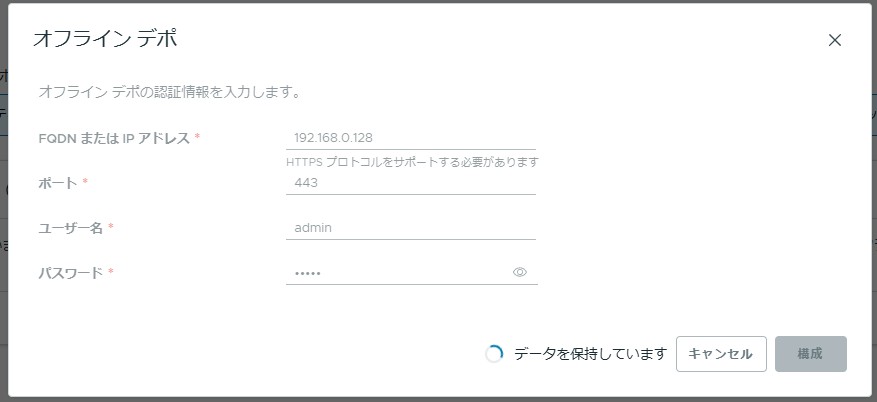 オフライン デポ
オフライン デポの認証情報を入力します。
FQDN または IP アドレス * 192.168.0.128
HTTPS プロトコルをサポートする必要があります
ポート * 443
ユーザー名 * admin
パスワード * •••••
データを保持しています キャンセル 構成